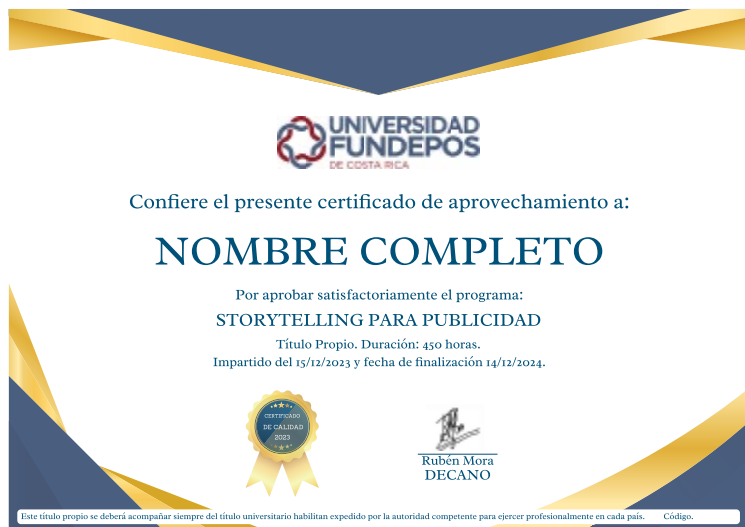 UNIVERSIDAD
FUNDEPOS
DE COSTA RICA
Confiere el presente certificado de aprovechamiento a:
NOMBRE COMPLETO
Por aprobar satisfactoriamente el programa:
STORYTELLING PARA PUBLICIDAD
Título Propio. Duración: 450 horas.
Impartido del 15/12/2023 y fecha de finalización 14/12/2024.
CERTIFICADO
DE CALIDAD
2023
Rubén Mora
DECANO
Este título propio se deberá acompañar siempre del título universitario habilitan expedido por la autoridad competente para ejercer profesionalmente en cada país. Código.